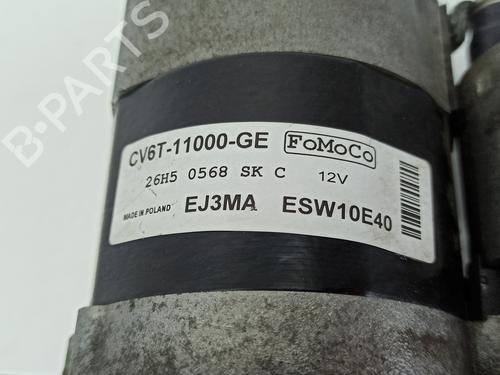 B-PARTS
CV6T-11000-GE FoMoCo
26H5 0568 SK C 12V
MADE IN POLAND EJ3MA ESW10E40